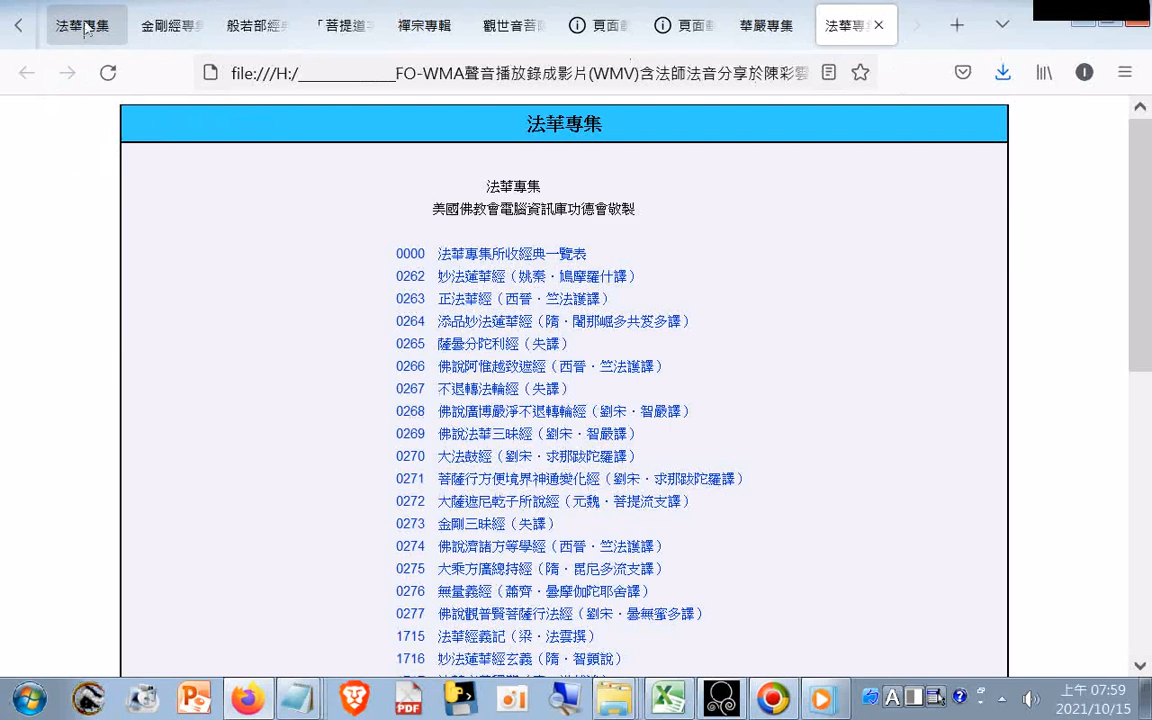 法華專集
金剛經專
般若部經
「菩提道
禪宗專輯
觀世音菩
頁面
頁面
華嚴專集
法華專
file:///H:/____________FO-WMA聲音播放錄成影片(WMV)含法師法音分享於陳彩雲
法華專集
法華專集
美國佛教會電腦資訊庫功德會敬製
0000 法華專集所收經典一覽表
0262 妙法蓮華經（姚秦．鳩摩羅什譯）
0263 正法華經（西晉．竺法護譯）
0264 添品妙法蓮華經（隋．闍那崛多共笈多譯）
0265 薩曇分陀利經（失譯）
0266 佛說阿惟越致遮經（西晉．竺法護譯）
0267 不退轉法輪經（失譯）
0268 佛說廣博嚴淨不退轉輪經（劉宋．智嚴譯）
0269 佛說法華三昧經（劉宋．智嚴譯）
0270 大法鼓經（劉宋．求那跋陀羅譯）
0271 菩薩行方便境界神通變化經（劉宋．求那跋陀羅譯）
0272 大薩遮尼乾子所說經（元魏．菩提流支譯）
0273 金剛三昧經（失譯）
0274 佛說濟諸方等學經（西晉．竺法護譯）
0275 大乘方廣總持經（隋．毘尼多流支譯）
0276 無量義經（蕭齊．曇摩伽陀耶舍譯）
0277 佛說觀普賢菩薩行法經（劉宋．曇無蜜多譯）
1715 法華經義記（梁．法雲撰）
1716 妙法蓮華經玄義（隋．智顗說）
PDF
A
上午 07:59
2021/10/15